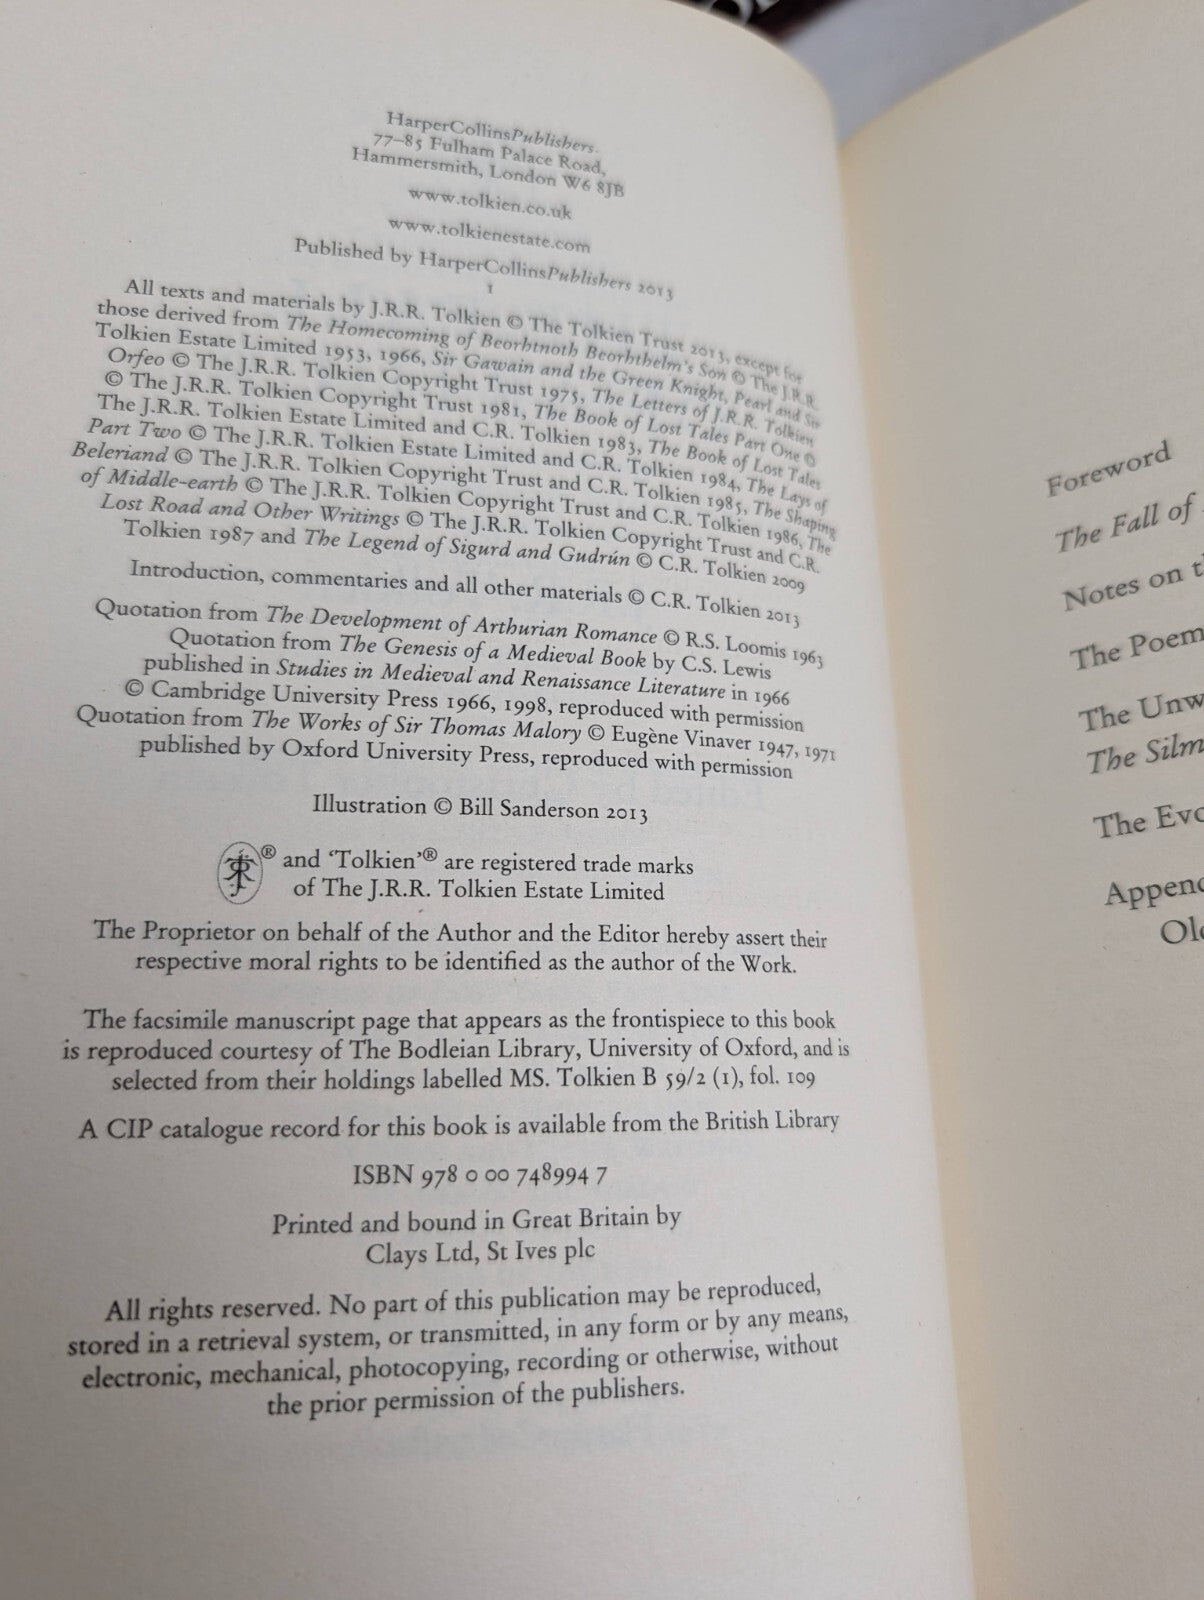 HarperCollinsPublishers
77–85 Fulham Palace Road,
Hammersmith, London W6 8JB
www.tolkien.co.uk
www.tolkienestate.com
Published by HarperCollinsPublishers 2013
1
All texts and materials by J.R.R. Tolkien © The Tolkien Trust 2013, except for
those derived from The Homecoming of Beorhtnoth Beorhthelm's Son © The J.R.R.
Tolkien Estate Limited 1953, 1966, Sir Gawain and the Green Knight, Pearl and Sir
Orfeo © The J.R.R. Tolkien Copyright Trust 1975, The Letters of J.R.R. Tolkien
© The J.R.R. Tolkien Copyright Trust 1981, The Book of Lost Tales Part One ©
The J.R.R. Tolkien Estate Limited and C.R. Tolkien 1983, The Book of Lost Tales
Part Two © The J.R.R. Tolkien Estate Limited and C.R. Tolkien 1984, The Lays of
Beleriand © The J.R.R. Tolkien Copyright Trust and C.R. Tolkien 1985, The Shaping
of Middle-earth © The J.R.R. Tolkien Copyright Trust and C.R. Tolkien 1986, The
Lost Road and Other Writings © The J.R.R. Tolkien Copyright Trust and C.R.
Tolkien 1987 and The Legend of Sigurd and Gudrún © C.R. Tolkien 2009
Introduction, commentaries and all other materials © C.R. Tolkien 2013
Quotation from The Development of Arthurian Romance © R.S. Loomis 1963
Quotation from The Genesis of a Medieval Book by C.S. Lewis
published in Studies in Medieval and Renaissance Literature in 1966
© Cambridge University Press 1966, 1998, reproduced with permission
Quotation from The Works of Sir Thomas Malory © Eugène Vinaver 1947, 1971
published by Oxford University Press, reproduced with permission
Illustration © Bill Sanderson 2013
® and ‘Tolkien’® are registered trade marks
of The J.R.R. Tolkien Estate Limited
The Proprietor on behalf of the Author and the Editor hereby assert their
respective moral rights to be identified as the author of the Work.
The facsimile manuscript page that appears as the frontispiece to this book
is reproduced courtesy of The Bodleian Library, University of Oxford, and is
selected from their holdings labelled MS. Tolkien B 59/2 (1), fol. 109
A CIP catalogue record for this book is available from the British Library
ISBN 978 0 00 748994 7
Printed and bound in Great Britain by
Clays Ltd, St Ives plc
All rights reserved. No part of this publication may be reproduced,
stored in a retrieval system, or transmitted, in any form or by any means,
electronic, mechanical, photocopying, recording or otherwise, without
the prior permission of the publishers.
Foreword
The Fall of
Notes on th
The Poem
The Unw
The Silm
The Evo
Append
Old